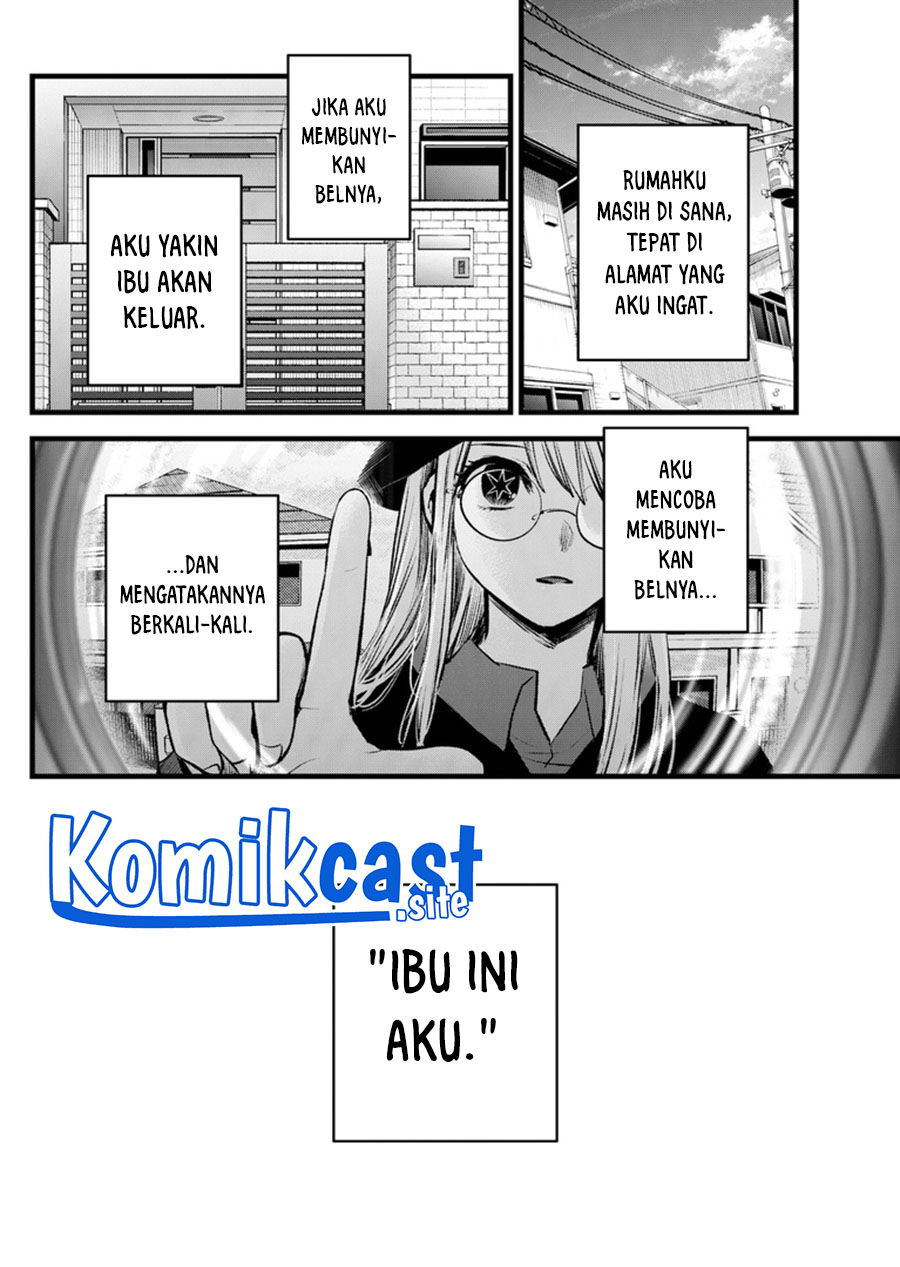 RUMAHKU
MASIH DI SANA,
TEPAT DI
ALAMAT YANG
AKU INGAT.
JIKA AKU
MEMBUNYI-
KAN
BELNYA,
AKU YAKIN
IBU AKAN
KELUAR.
AKU
MENCOBA
MEMBUNYI-
KAN
BELNYA...
...DAN
MENGATAKANNYA
BERKALI-KALI.
Komikcast
.site
"IBU INI
AKU."